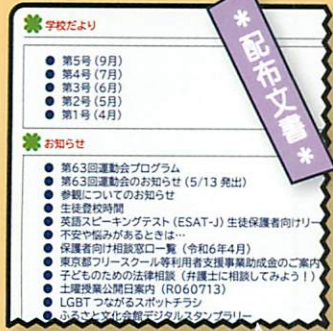 学校だより
第5号 (9月)
第4号 (7月)
第3号 (6月)
第2号 (5月)
第1号 (4月)
＊配布文書＊
お知らせ
第63回運動会プログラム
第63回運動会のお知らせ (5/13 発出)
参観についてのお知らせ
生徒登校時間
英語スピーキングテスト (ESAT-J) 生徒保護者向けリー
不安や悩みがあるときは…
保護者向け相談窓口一覧 (令和6年4月)
東京都フリースクール等利用者支援事業助成金のご案内
子どものための法律相談 (弁護士に相談してみよう！)
土曜授業公開日案内 (R060713)
LGBT つながるスポットチラシ
ふるさと文化会館デジタルスタンプラリー